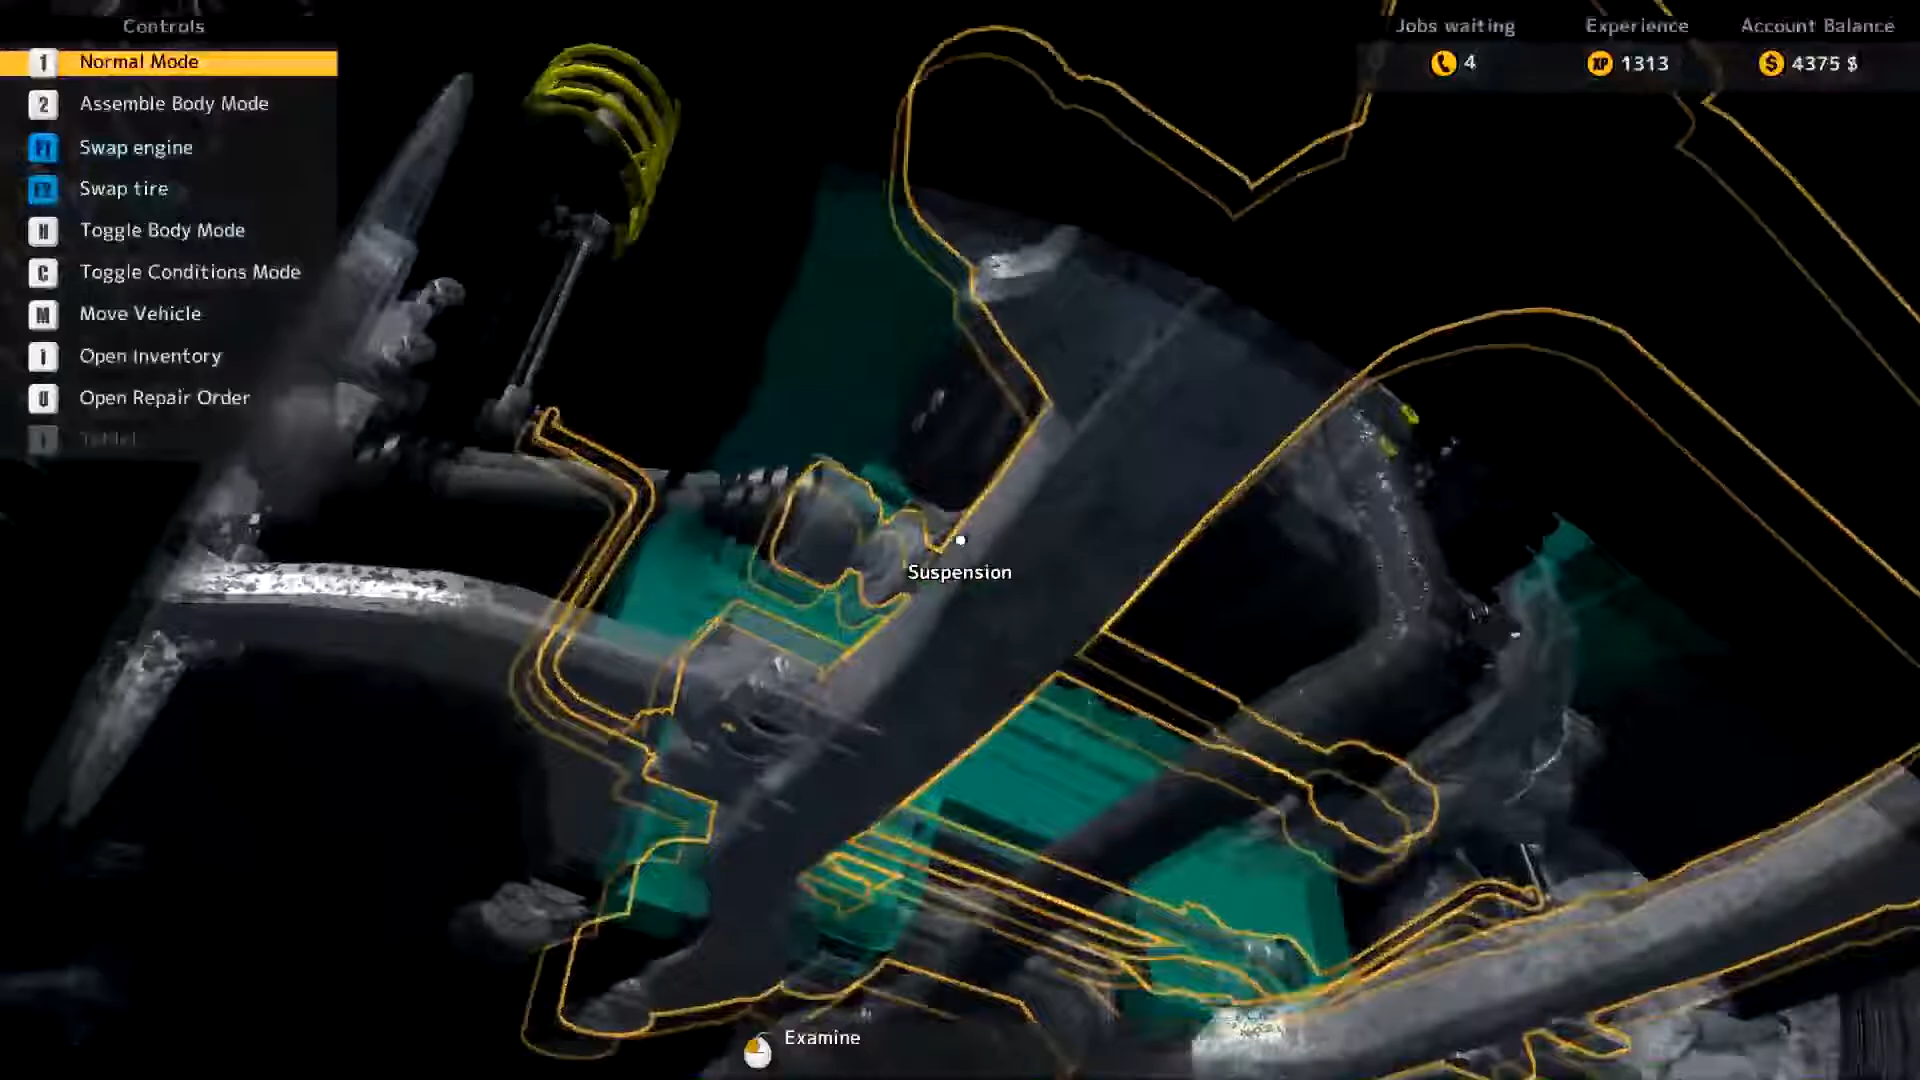 Controls
1 Normal Mode
2 Assemble Body Mode
F1 Swap engine
F2 Swap tire
H Toggle Body Mode
C Toggle Conditions Mode
M Move Vehicle
I Open Inventory
U Open Repair Order
Tablet
Jobs waiting
4
Experience
XP 1313
Account Balance
$ 4375 $
Suspension
Examine